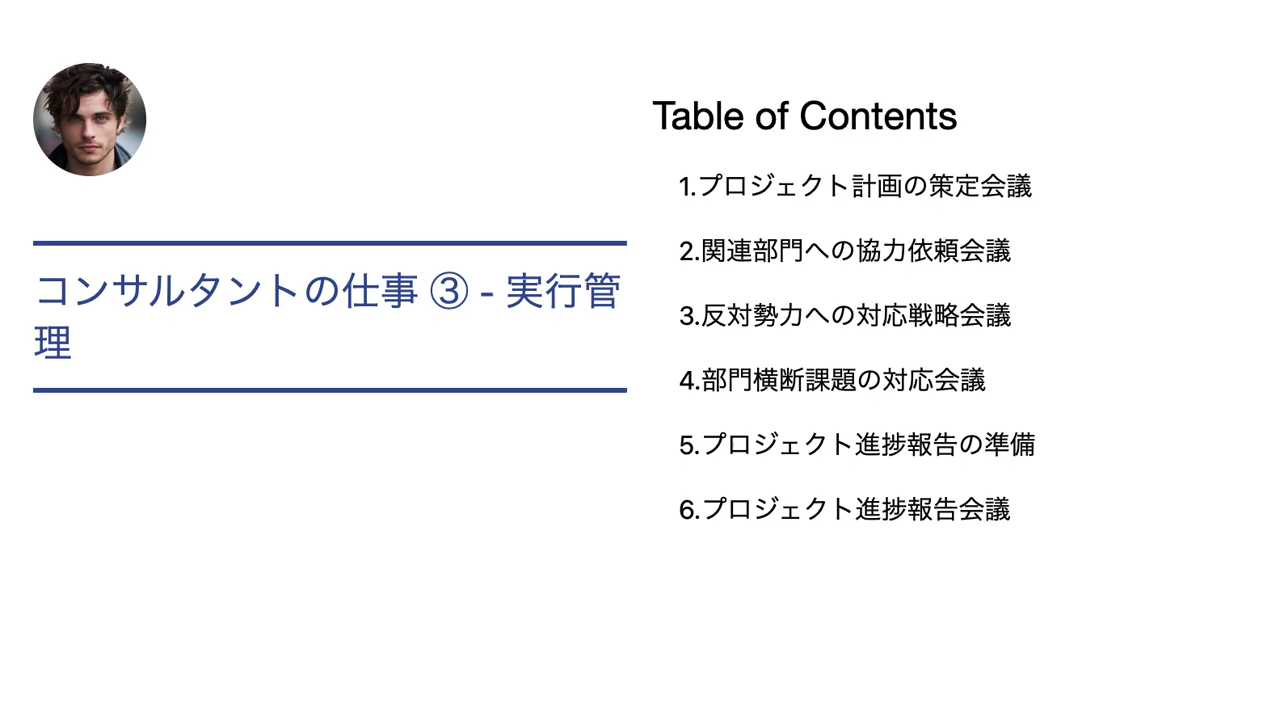 コンサルタントの仕事 ③ - 実行管
理
Table of Contents
1.プロジェクト計画の策定会議
2.関連部門への協力依頼会議
3.反対勢力への対応戦略会議
4.部門横断課題の対応会議
5.プロジェクト進捗報告の準備
6.プロジェクト進捗報告会議